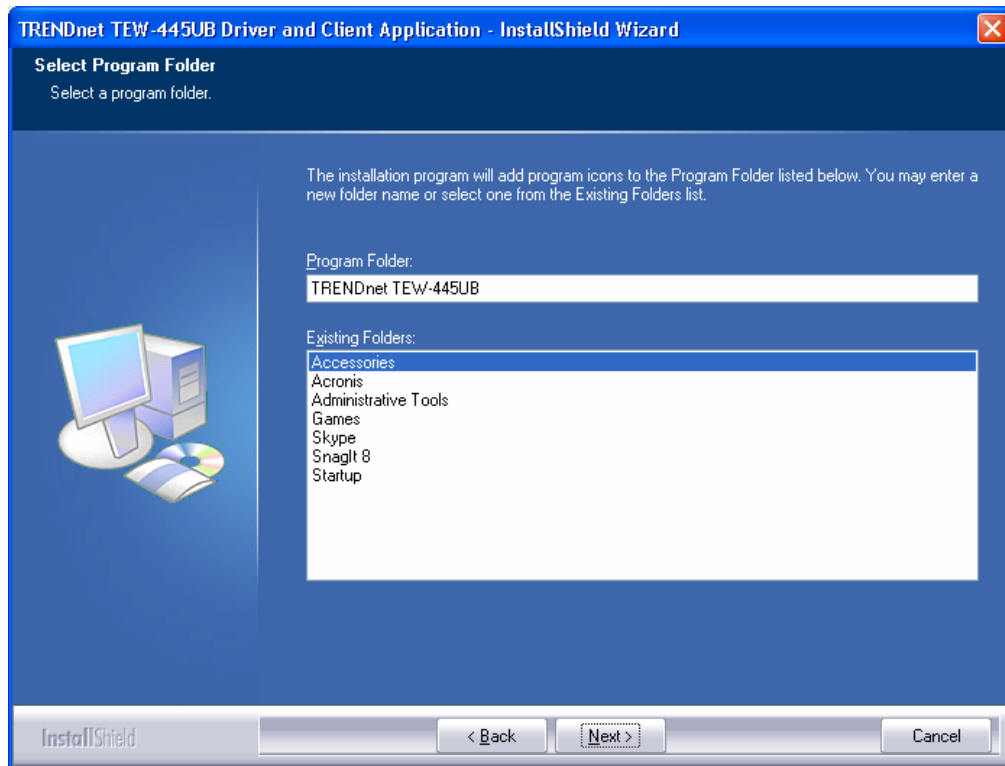 TRENDnet TEW-445UB Driver and Client Application - InstallShield Wizard
Select Program Folder
Select a program folder.
The installation program will add program icons to the Program Folder listed below. You may enter a
new folder name or select one from the Existing Folders list.
Program Folder:
TRENDnet TEW-445UB
Existing Folders:
Accessories
Acronis
Administrative Tools
Games
Skype
SnagIt 8
Startup
InstallShield
< Back
Next >
Cancel